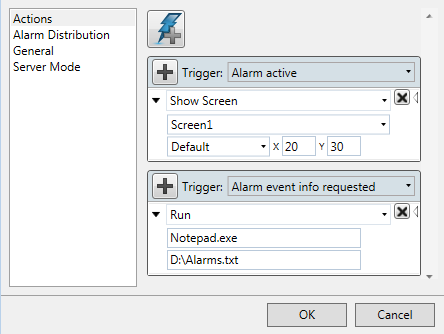 Actions
Alarm Distribution
General
Server Mode
Trigger: Alarm active
Show Screen
Screen1
Default X 20 Y 30
Trigger: Alarm event info requested
Run
Notepad.exe
D:\Alarms.txt
OK Cancel